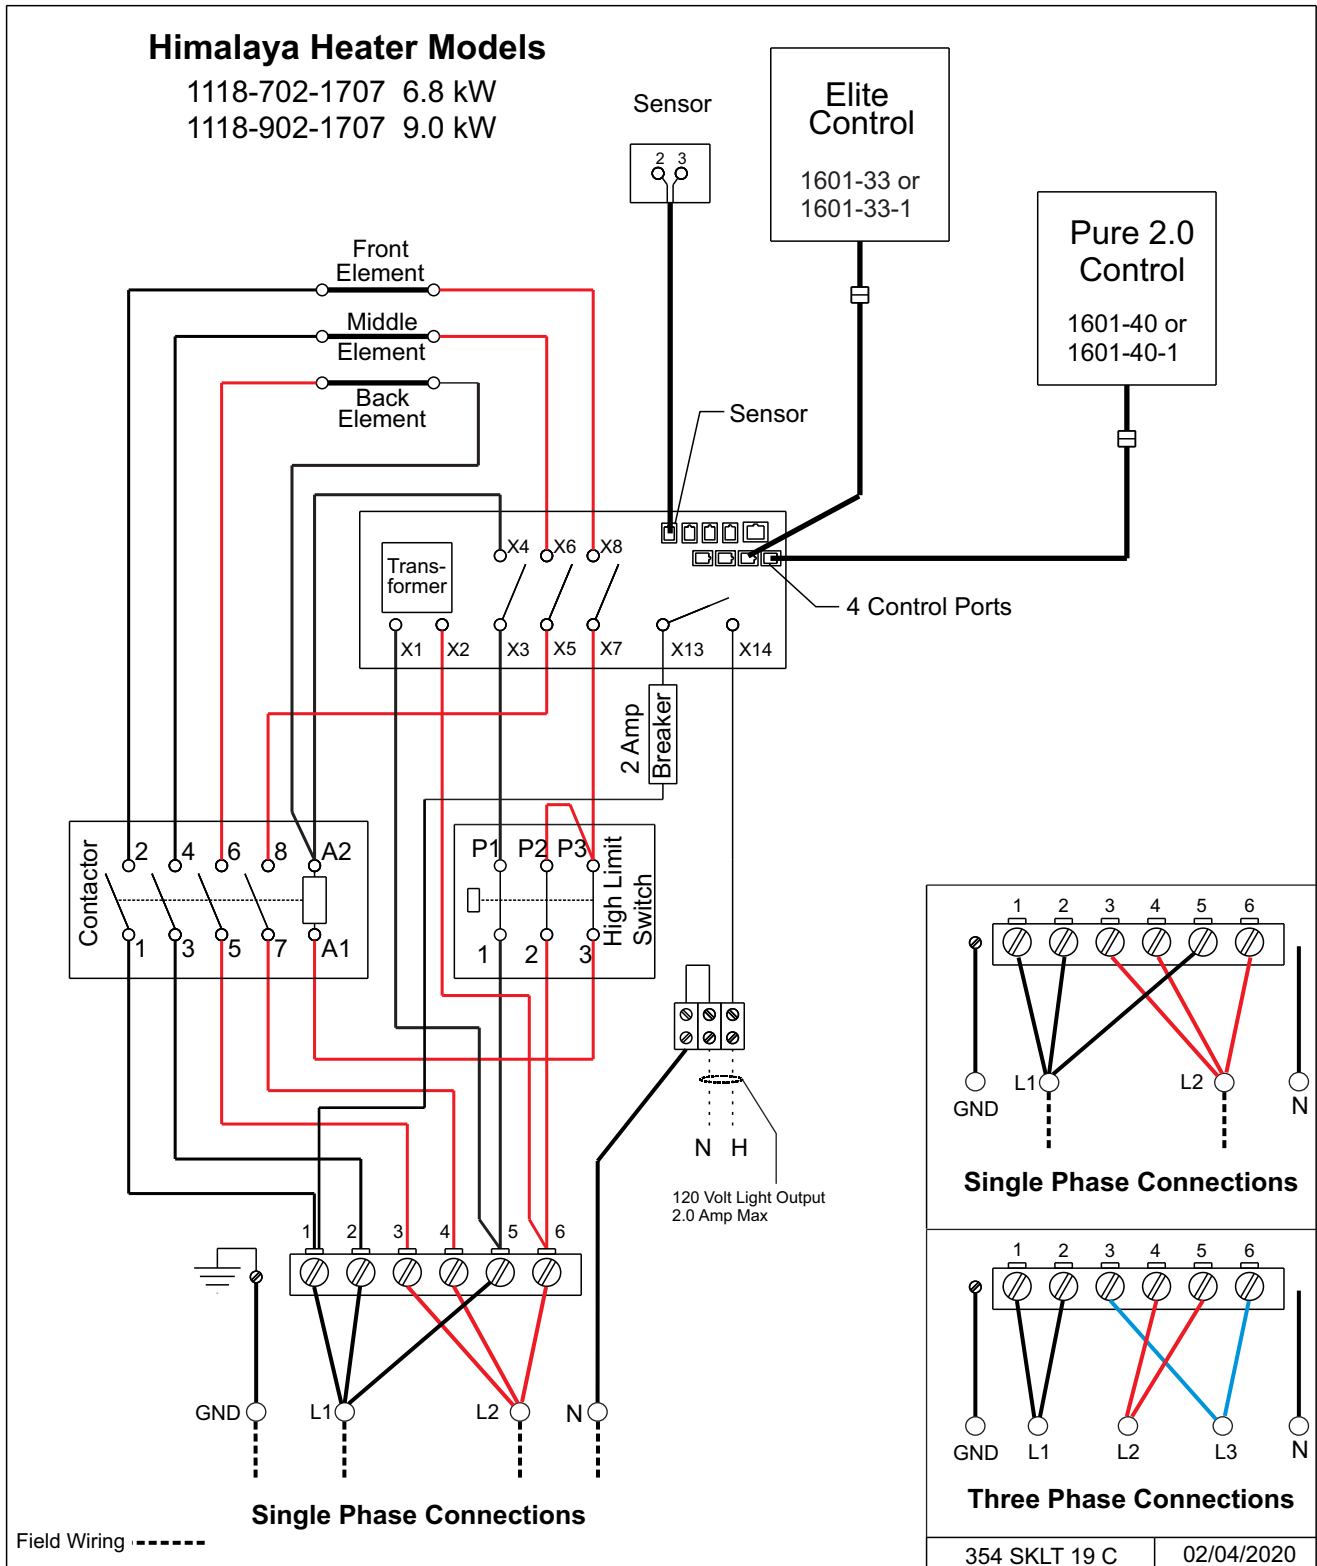 Himalaya Heater Models
1118-702-1707 6.8 kW
1118-902-1707 9.0 kW
Sensor
2 3
Elite
Control
1601-33 or
1601-33-1
Pure 2.0
Control
1601-40 or
1601-40-1
Front
Element
Middle
Element
Back
Element
Sensor
Trans-
former
X4 X6 X8
4 Control Ports
X1 X2 X3 X5 X7 X13 X14
2 Amp
Breaker
Contactor
2 4 6 8 A2
1 3 5 7 A1
P1 P2 P3
1 2 3
High Limit
Switch
N H
120 Volt Light Output
2.0 Amp Max
1 2 3 4 5 6
GND L1 L2 N
Single Phase Connections
Field Wiring
1 2 3 4 5 6
GND L1 L2 N
Single Phase Connections
1 2 3 4 5 6
GND L1 L2 L3 N
Three Phase Connections
354 SKLT 19 C 02/04/2020